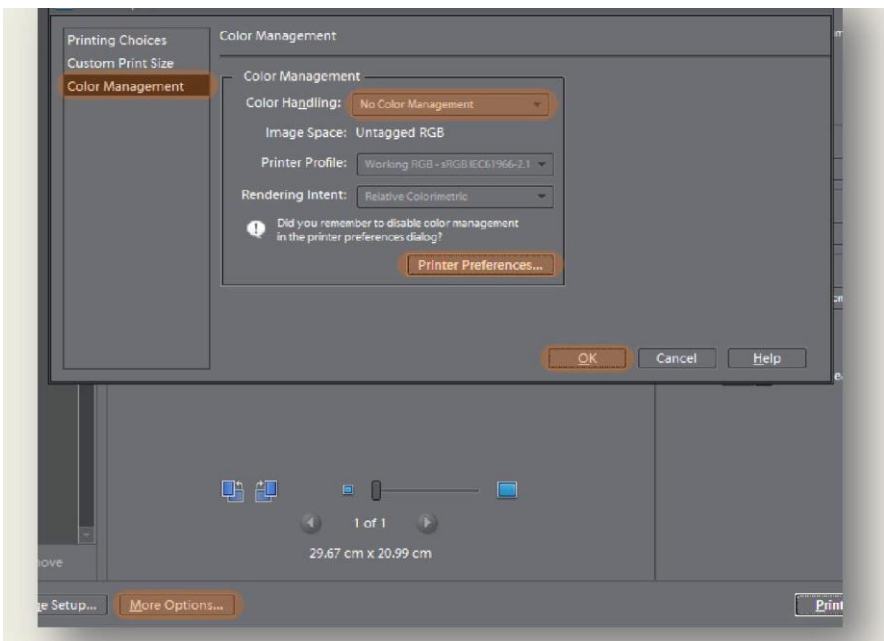 Printing Choices
Custom Print Size
Color Management
Color Management
Color Management
Color Handling: No Color Management
Image Space: Untagged RGB
Printer Profile: Working RGB - sRGB IEC61966-2.1
Rendering Intent: Relative Colorimetric
Did you remember to disable color management
in the printer preferences dialog?
Printer Preferences...
OK Cancel Help
1 of 1
29.67 cm x 20.99 cm
Setup... More Options... Print